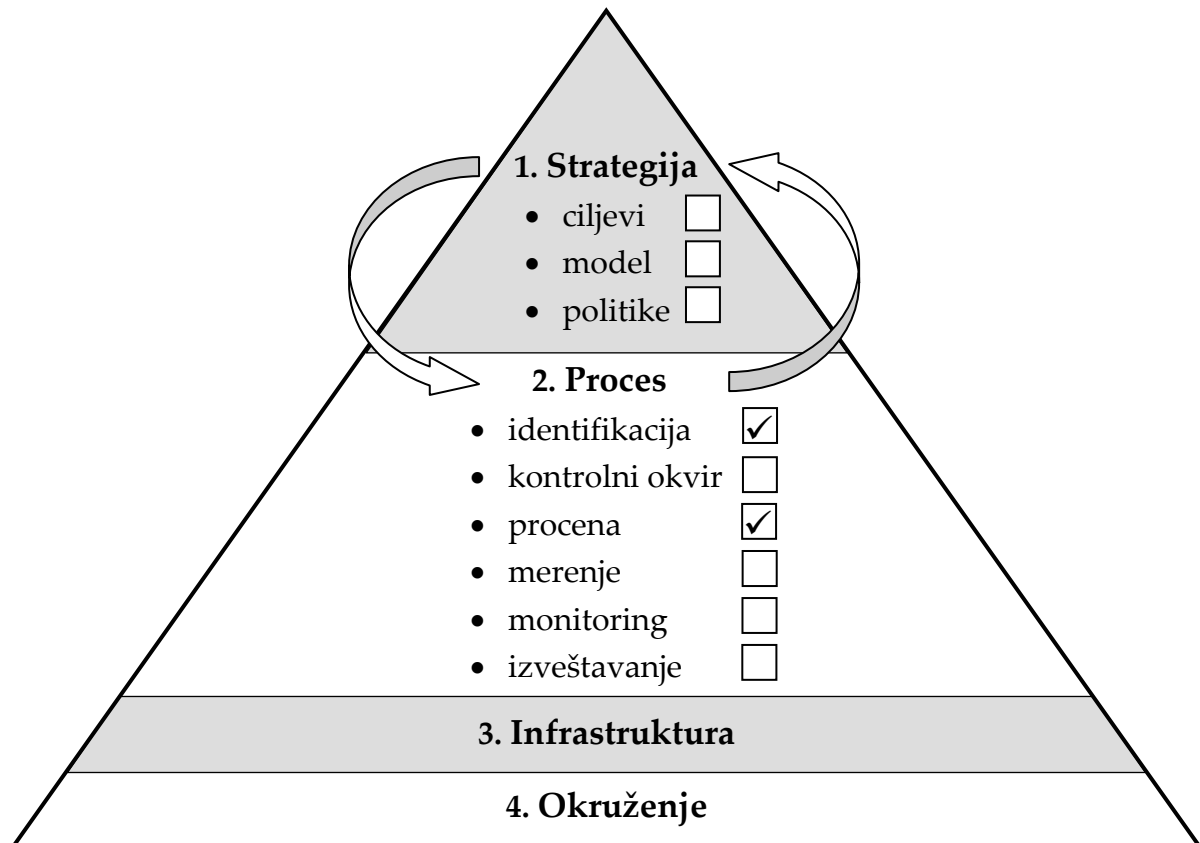 1. Strategija
• ciljevi
• model
• politike
2. Proces
• identifikacija ✓
• kontrolni okvir
• procena ✓
• merenje
• monitoring
• izveštavanje
3. Infrastruktura
4. Okruženje